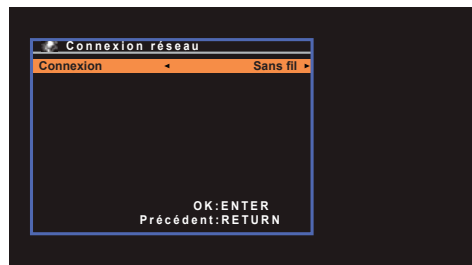 Connexion réseau
Connexion ◄ Sans fil ►
OK:ENTER
Précédent:RETURN